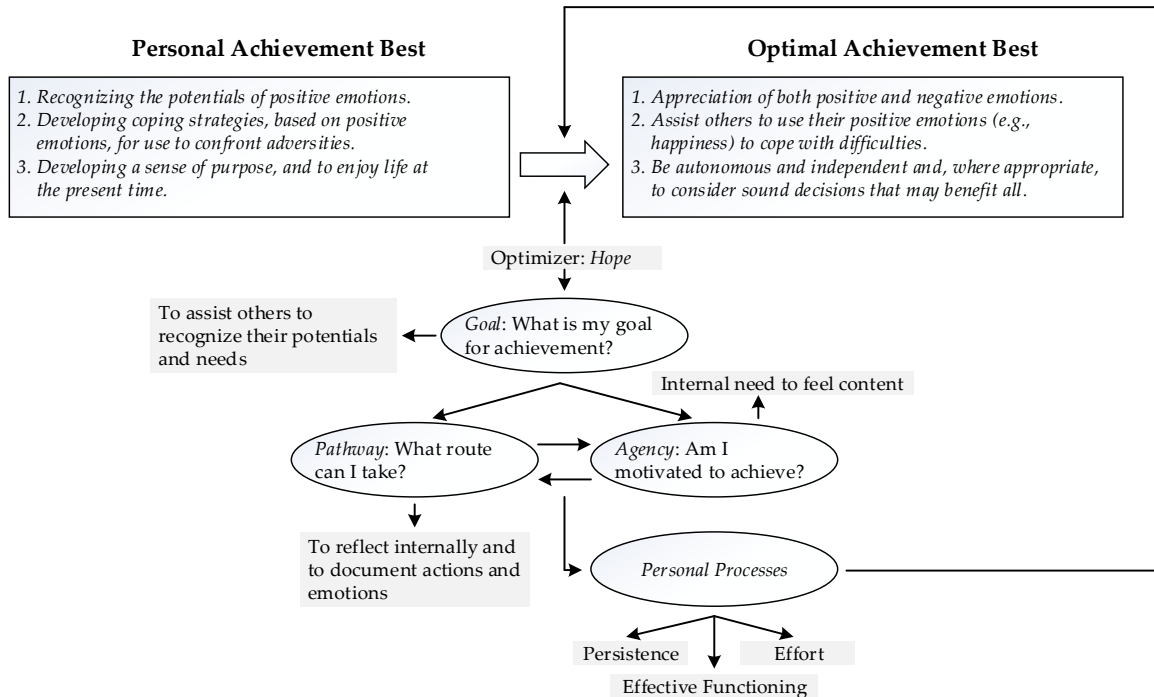 Personal Achievement Best
1. Recognizing the potentials of positive emotions.
2. Developing coping strategies, based on positive
emotions, for use to confront adversities.
3. Developing a sense of purpose, and to enjoy life at
the present time.
Optimal Achievement Best
1. Appreciation of both positive and negative emotions.
2. Assist others to use their positive emotions (e.g.,
happiness) to cope with difficulties.
3. Be autonomous and independent and, where appropriate,
to consider sound decisions that may benefit all.
Optimizer: Hope
To assist others to
recognize their potentials
and needs
Goal: What is my goal
for achievement?
Internal need to feel content
Pathway: What route
can I take?
Agency: Am I
motivated to achieve?
To reflect internally and
to document actions and
emotions
Personal Processes
Persistence
Effort
Effective Functioning